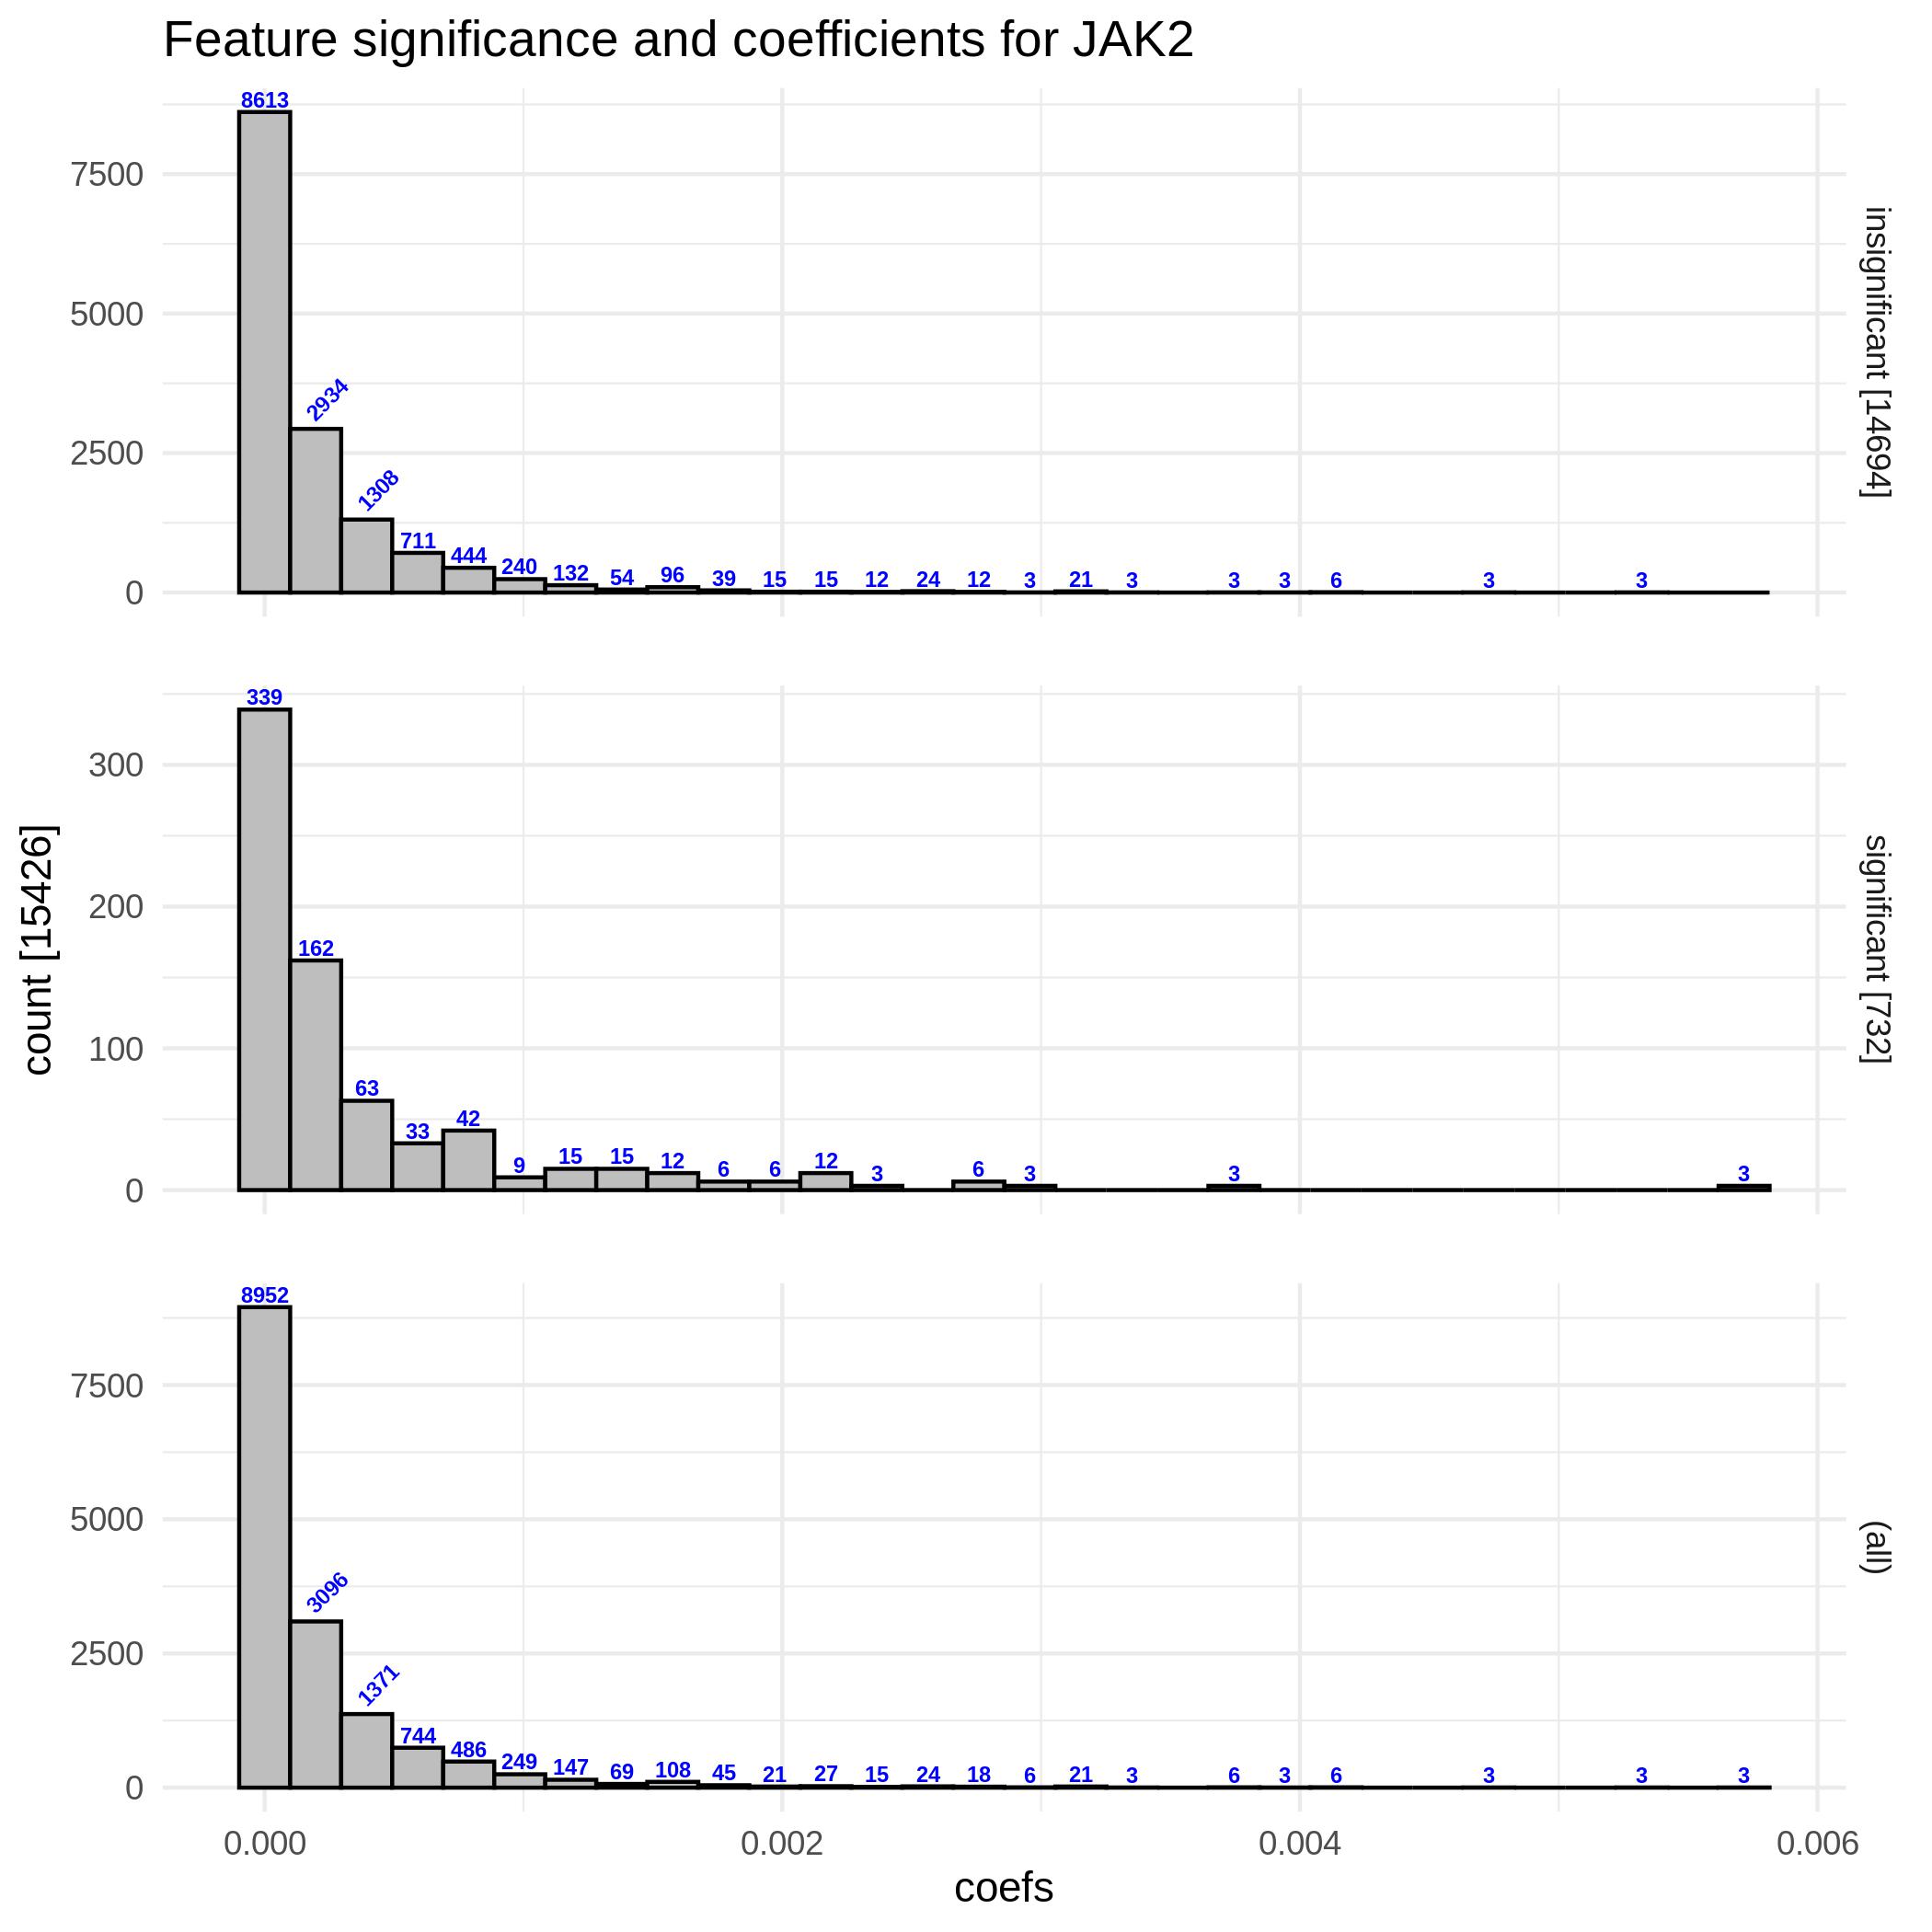 Feature significance and coefficients for JAK2
8613
7500
5000
2934
2500
1308
711 444 240 132 54 96 39 15 15 12 24 12 3 21 3 3 3 6 3 3
0
insignificant [14694]
339
300
200
162
100
63
33 42 9 15 15 12 6 6 12 3 6 3 3 3
0
significant [732]
count [15426]
8952
7500
5000
3096
2500
1371
744 486 249 147 69 108 45 21 27 15 24 18 6 21 3 6 3 6 3 3 3
0
(all)
0.000 0.002 0.004 0.006
coefs